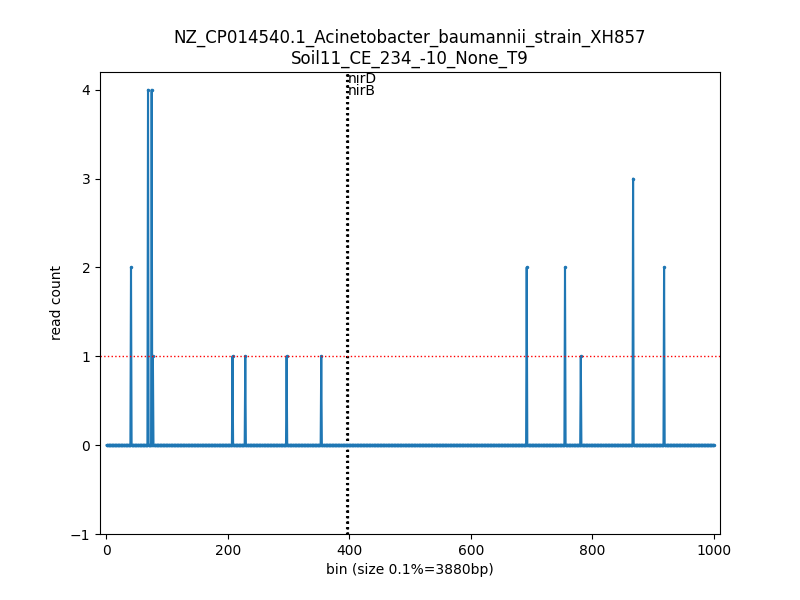 NZ_CP014540.1_Acinetobacter_baumannii_strain_XH857
Soil11_CE_234_-10_None_T9
nirD
nirB
4
3
2
1
0
−1
read count
0 200 400 600 800 1000
bin (size 0.1%=3880bp)